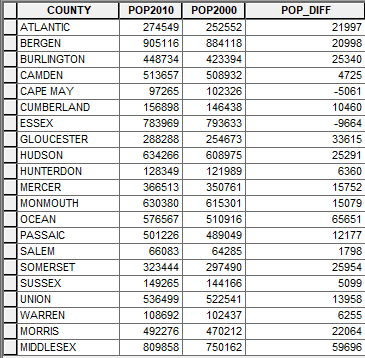 COUNTY POP2010 POP2000 POP_DIFF
ATLANTIC 274549 252552 21997
BERGEN 905116 884118 20998
BURLINGTON 448734 423394 25340
CAMDEN 513657 508932 4725
CAPE MAY 97265 102326 -5061
CUMBERLAND 156898 146438 10460
ESSEX 783969 793633 -9664
GLOUCESTER 288288 254673 33615
HUDSON 634266 608975 25291
HUNTERDON 128349 121989 6360
MERCER 366513 350761 15752
MONMOUTH 630380 615301 15079
OCEAN 576567 510916 65651
PASSAIC 501226 489049 12177
SALEM 66083 64285 1798
SOMERSET 323444 297490 25954
SUSSEX 149265 144166 5099
UNION 536499 522541 13958
WARREN 108692 102437 6255
MORRIS 492276 470212 22064
MIDDLESEX 809858 750162 59696